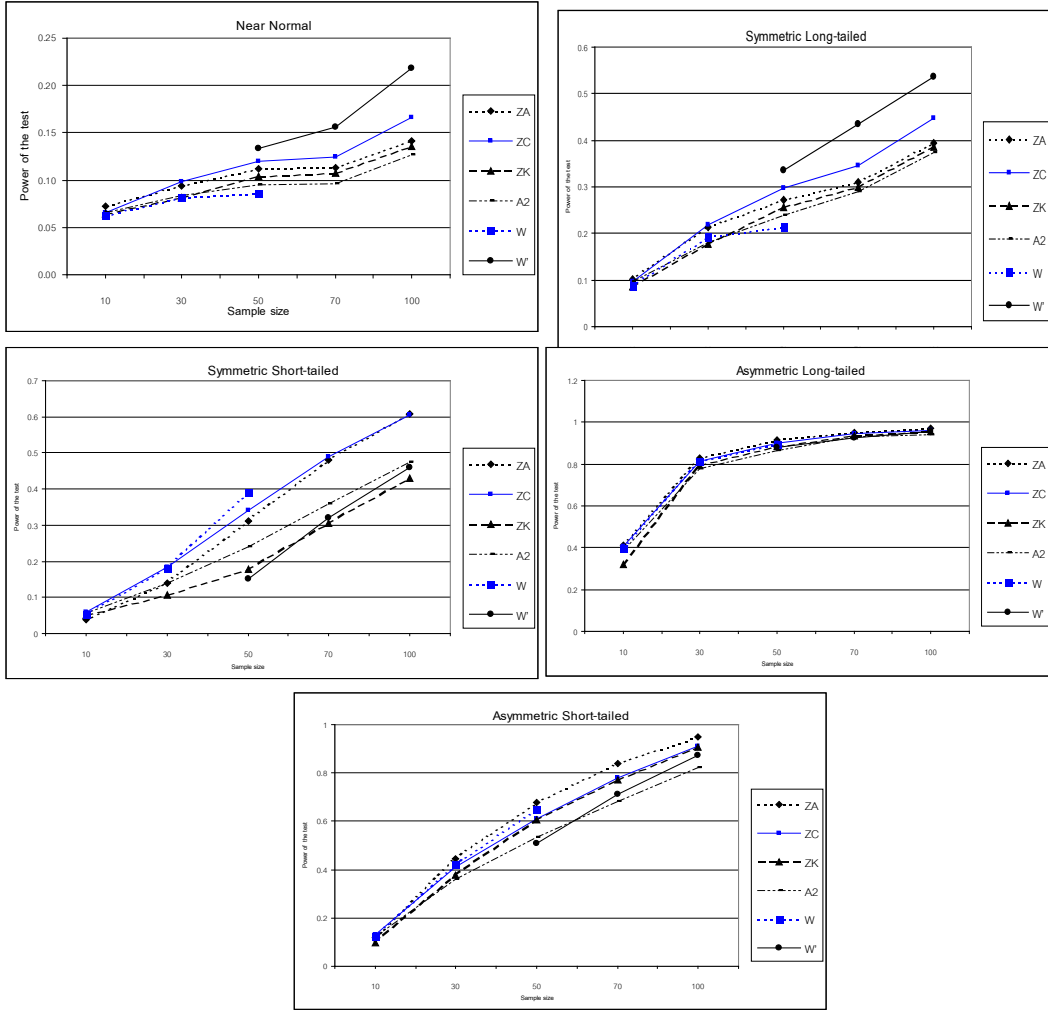 Near Normal
0.25
0.20
0.15
0.10
0.05
0.00
Power of the test
10 30 50 70 100
Sample size
ZA
ZC
ZK
A2
W
W'
Symmetric Long-tailed
0.6
0.5
0.4
0.3
0.2
0.1
0
Power of the test
ZA
ZC
ZK
A2
W
W'
Symmetric Short-tailed
0.7
0.6
0.5
0.4
0.3
0.2
0.1
0
Power of the test
10 30 50 70 100
Sample size
ZA
ZC
ZK
A2
W
W'
Asymmetric Long-tailed
1.2
1
0.8
0.6
0.4
0.2
0
Power of the test
10 30 50 70 100
Sample size
ZA
ZC
ZK
A2
W
W'
Asymmetric Short-tailed
1
0.8
0.6
0.4
0.2
0
Power of the test
10 30 50 70 100
Sample size
ZA
ZC
ZK
A2
W
W'